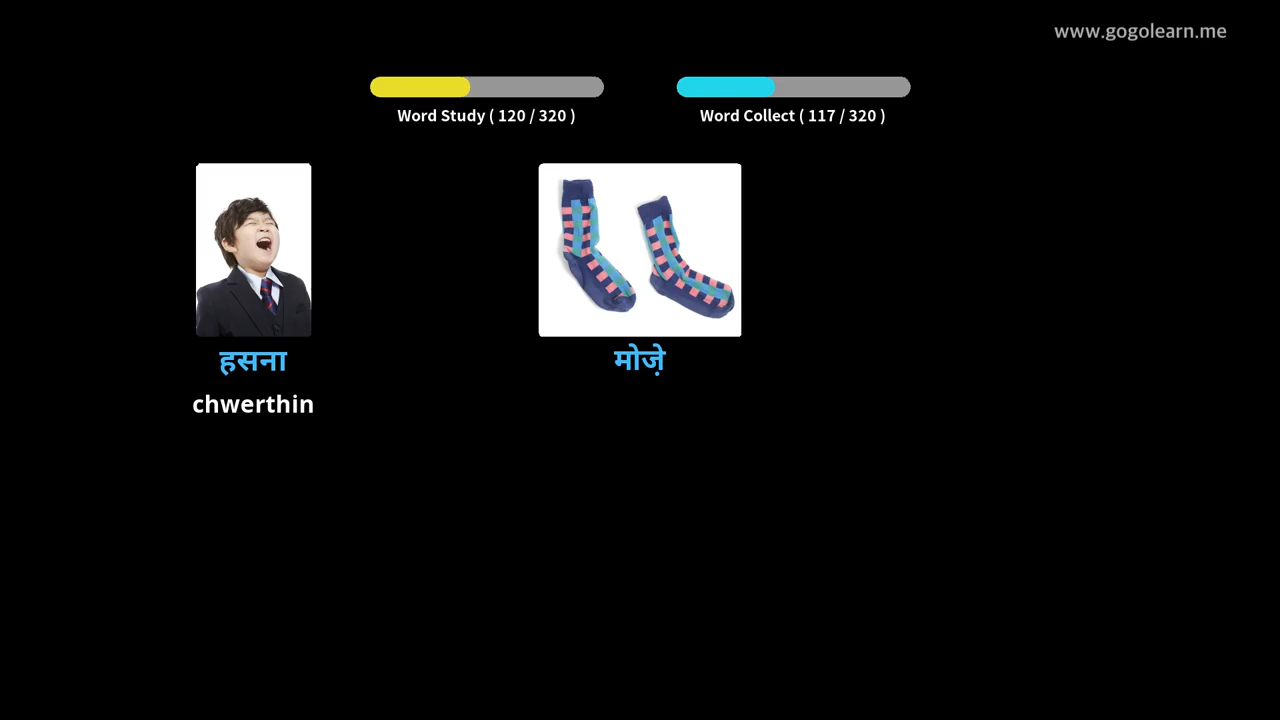 www.gogolearn.me
Word Study ( 120 / 320 )
Word Collect ( 117 / 320 )
हसना
मोज़े
chwerthin